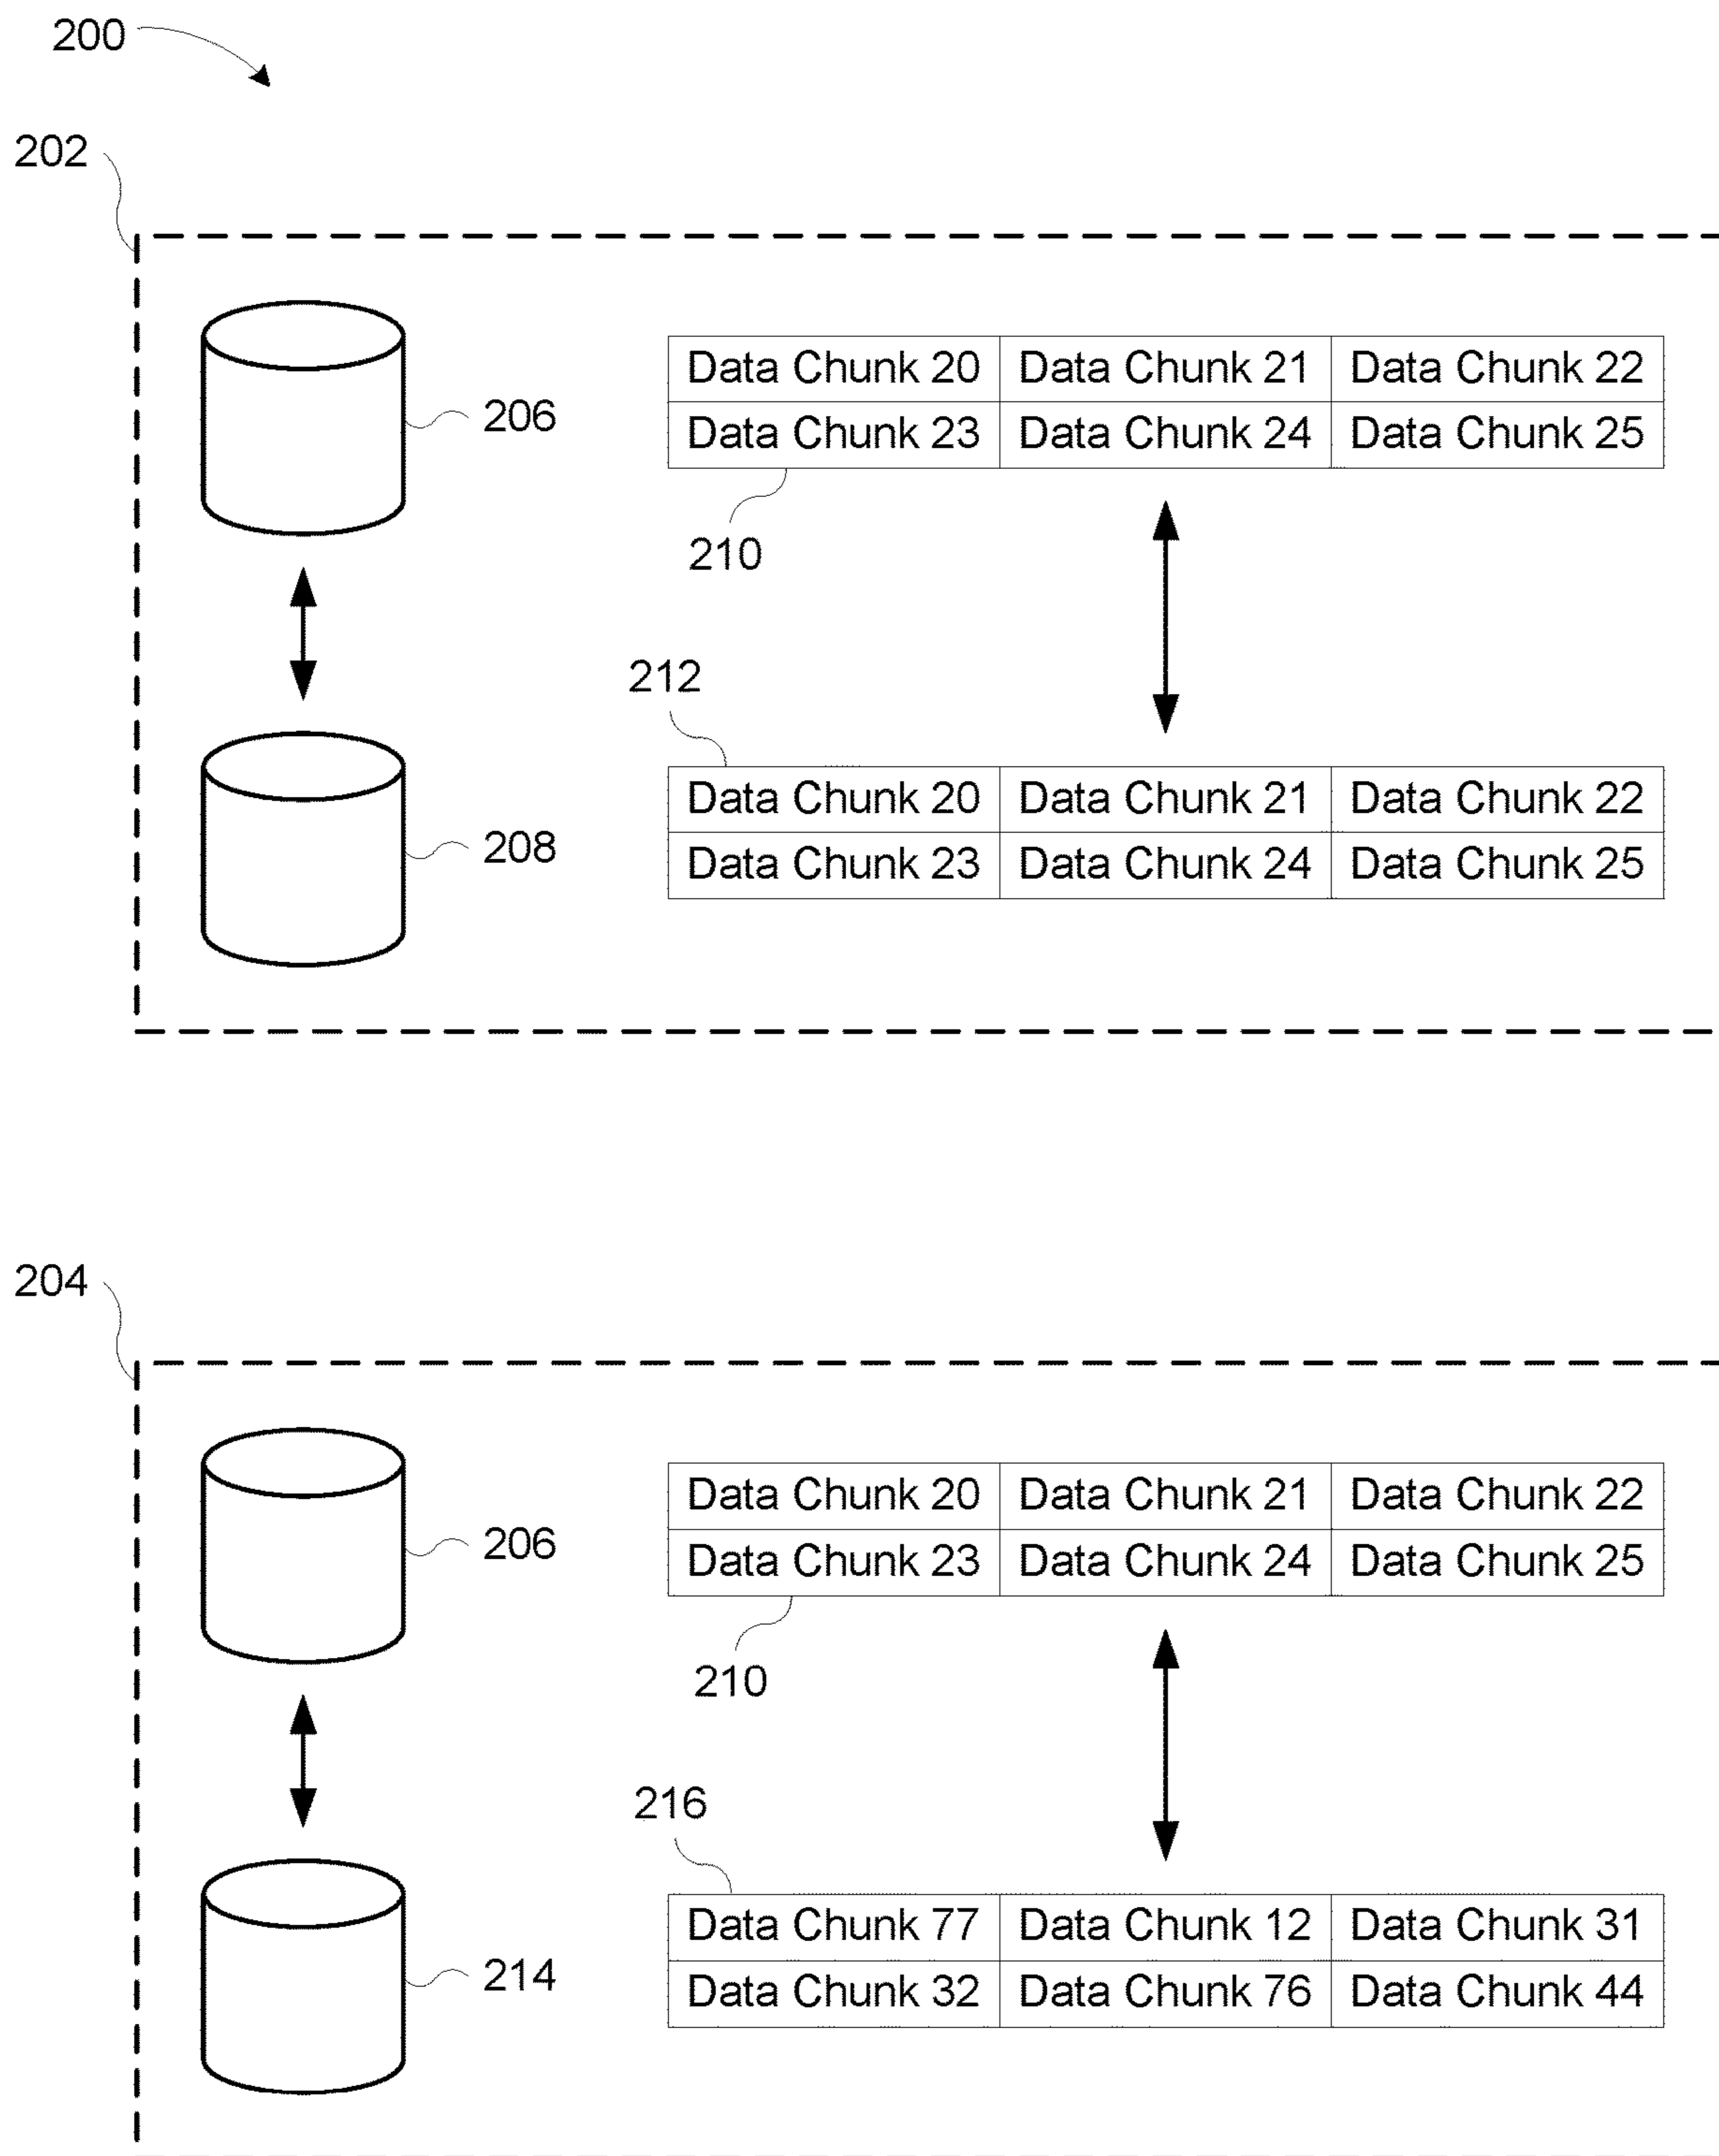 200
202
Data Chunk 20 Data Chunk 21 Data Chunk 22
206
Data Chunk 23 Data Chunk 24 Data Chunk 25
210
212
Data Chunk 20 Data Chunk 21 Data Chunk 22
208
Data Chunk 23 Data Chunk 24 Data Chunk 25
204
Data Chunk 20 Data Chunk 21 Data Chunk 22
206
Data Chunk 23 Data Chunk 24 Data Chunk 25
210
216
Data Chunk 77 Data Chunk 12 Data Chunk 31
214
Data Chunk 32 Data Chunk 76 Data Chunk 44